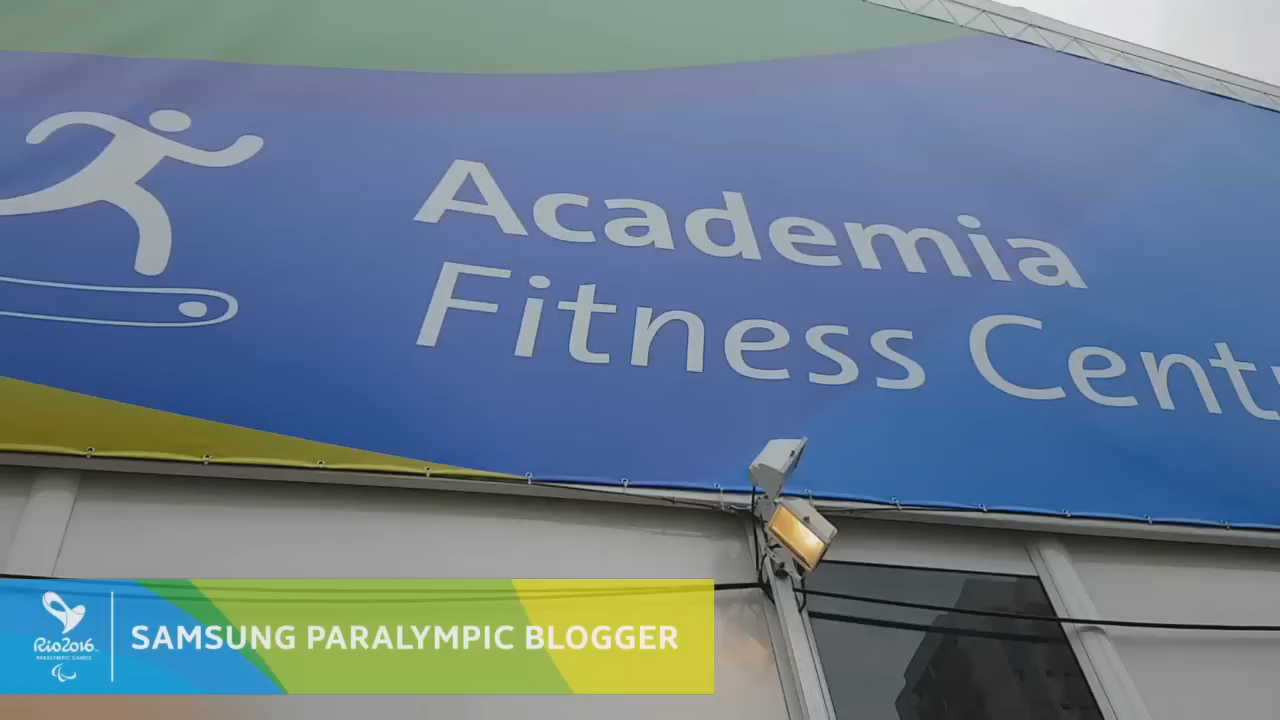 Academia
Fitness Cent
SAMSUNG PARALYMPIC BLOGGER
Rio2016
PARALYMPIC GAMES